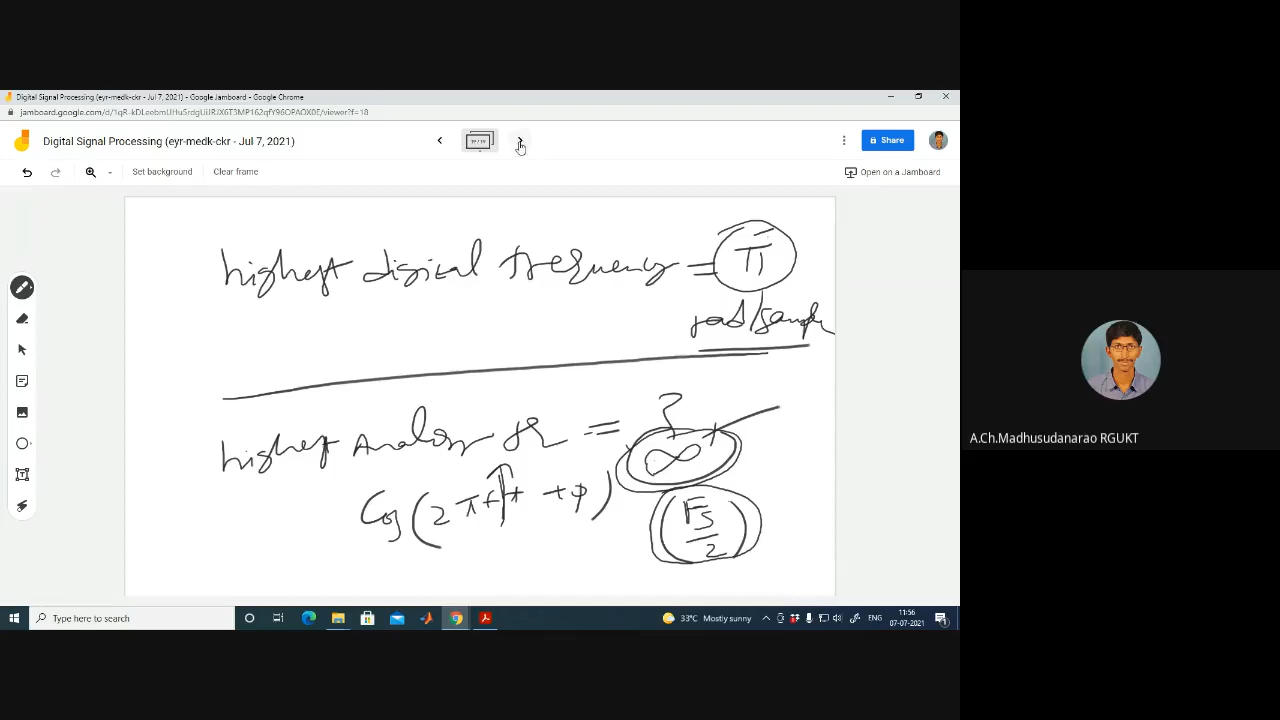 Digital Signal Processing (eyr-medk-ckr - Jul 7, 2021) - Google Jamboard - Google Chrome
Digital Signal Processing (eyr-medk-ckr - Jul 7, 2021)
19 / 19
Share
Set background
Clear frame
Open on a Jamboard
highest digital frequency = π
rad/sample
highest Analog = ?
∞
Cos (2πft + φ)
Fs/2
A.Ch.Madhusudanarao RGUKT
Type here to search
33°C Mostly sunny
ENG
11:56
07-07-2021